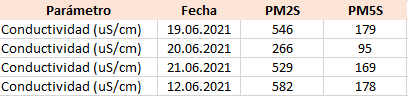 Parámetro Fecha PM2S PM5S
Conductividad (uS/cm) 19.06.2021 546 179
Conductividad (uS/cm) 20.06.2021 266 95
Conductividad (uS/cm) 21.06.2021 529 169
Conductividad (uS/cm) 12.06.2021 582 178